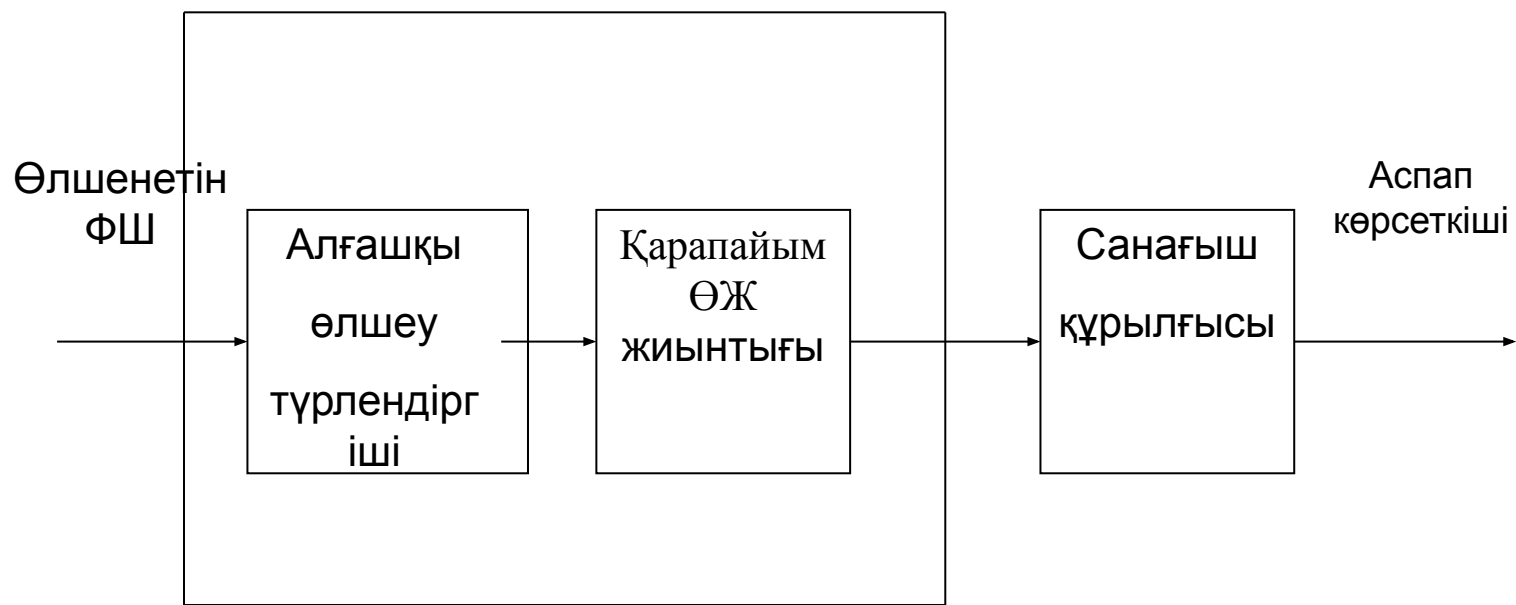 Өлшенетін
ФШ
Алғашқы
өлшеу
түрлендірг
іші
Қарапайым
ӨЖ
жиынтығы
Санағыш
құрылғысы
Аспап
көрсеткіші